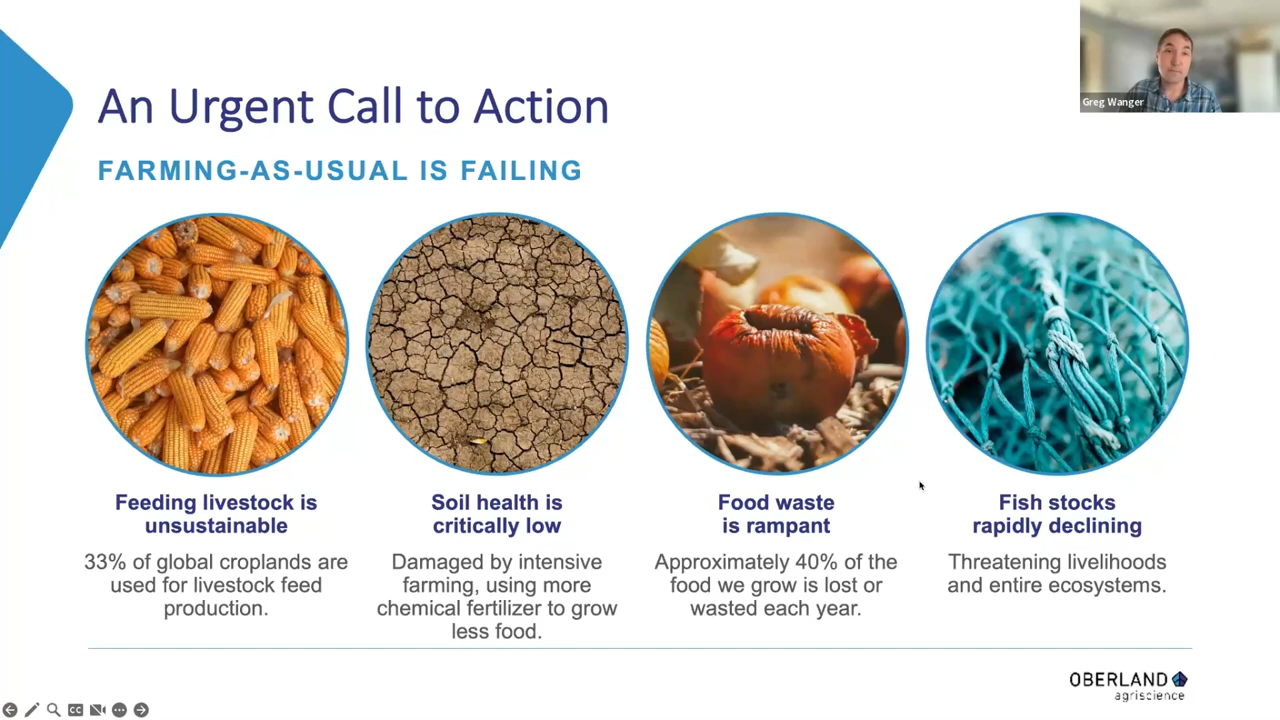 Greg Wanger
An Urgent Call to Action
FARMING-AS-USUAL IS FAILING
Feeding livestock is
unsustainable
33% of global croplands are
used for livestock feed
production.
Soil health is
critically low
Damaged by intensive
farming, using more
chemical fertilizer to grow
less food.
Food waste
is rampant
Approximately 40% of the
food we grow is lost or
wasted each year.
Fish stocks
rapidly declining
Threatening livelihoods
and entire ecosystems.
OBERLAND
agriscience
CC